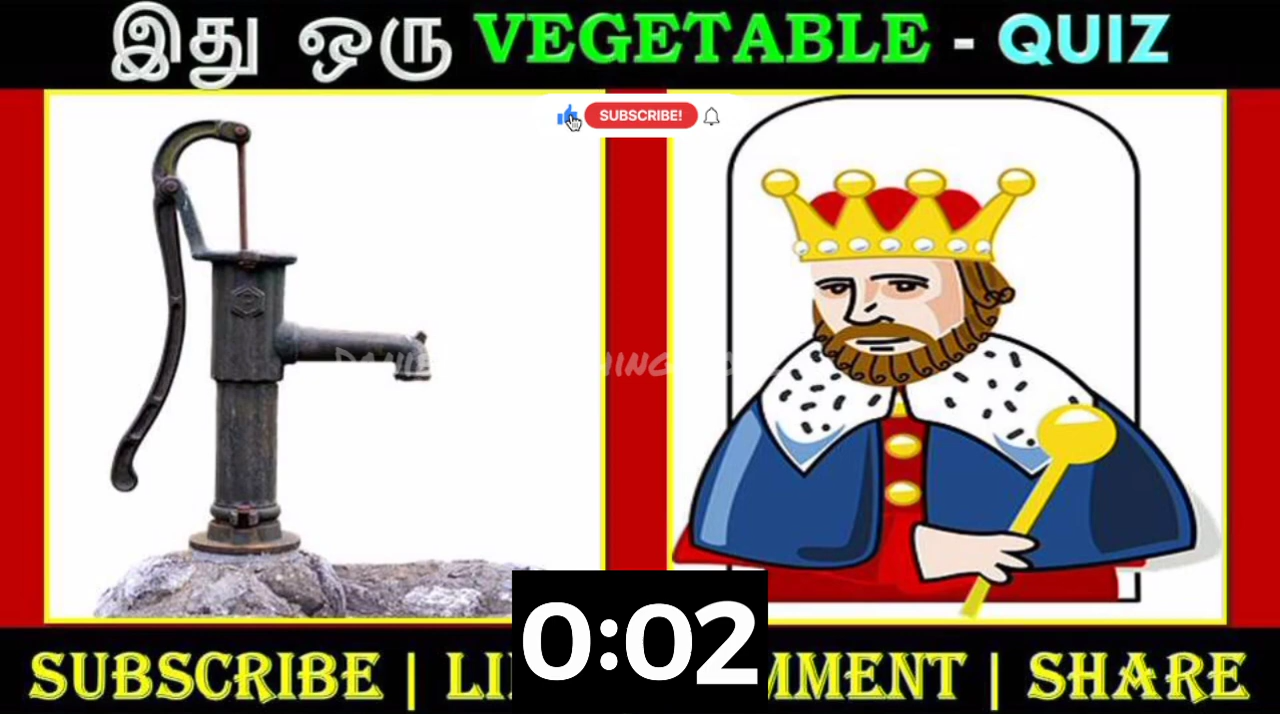 இது ஒரு VEGETABLE - QUIZ
SUBSCRIBE!
0:02
SUBSCRIBE | LI
MMENT | SHARE